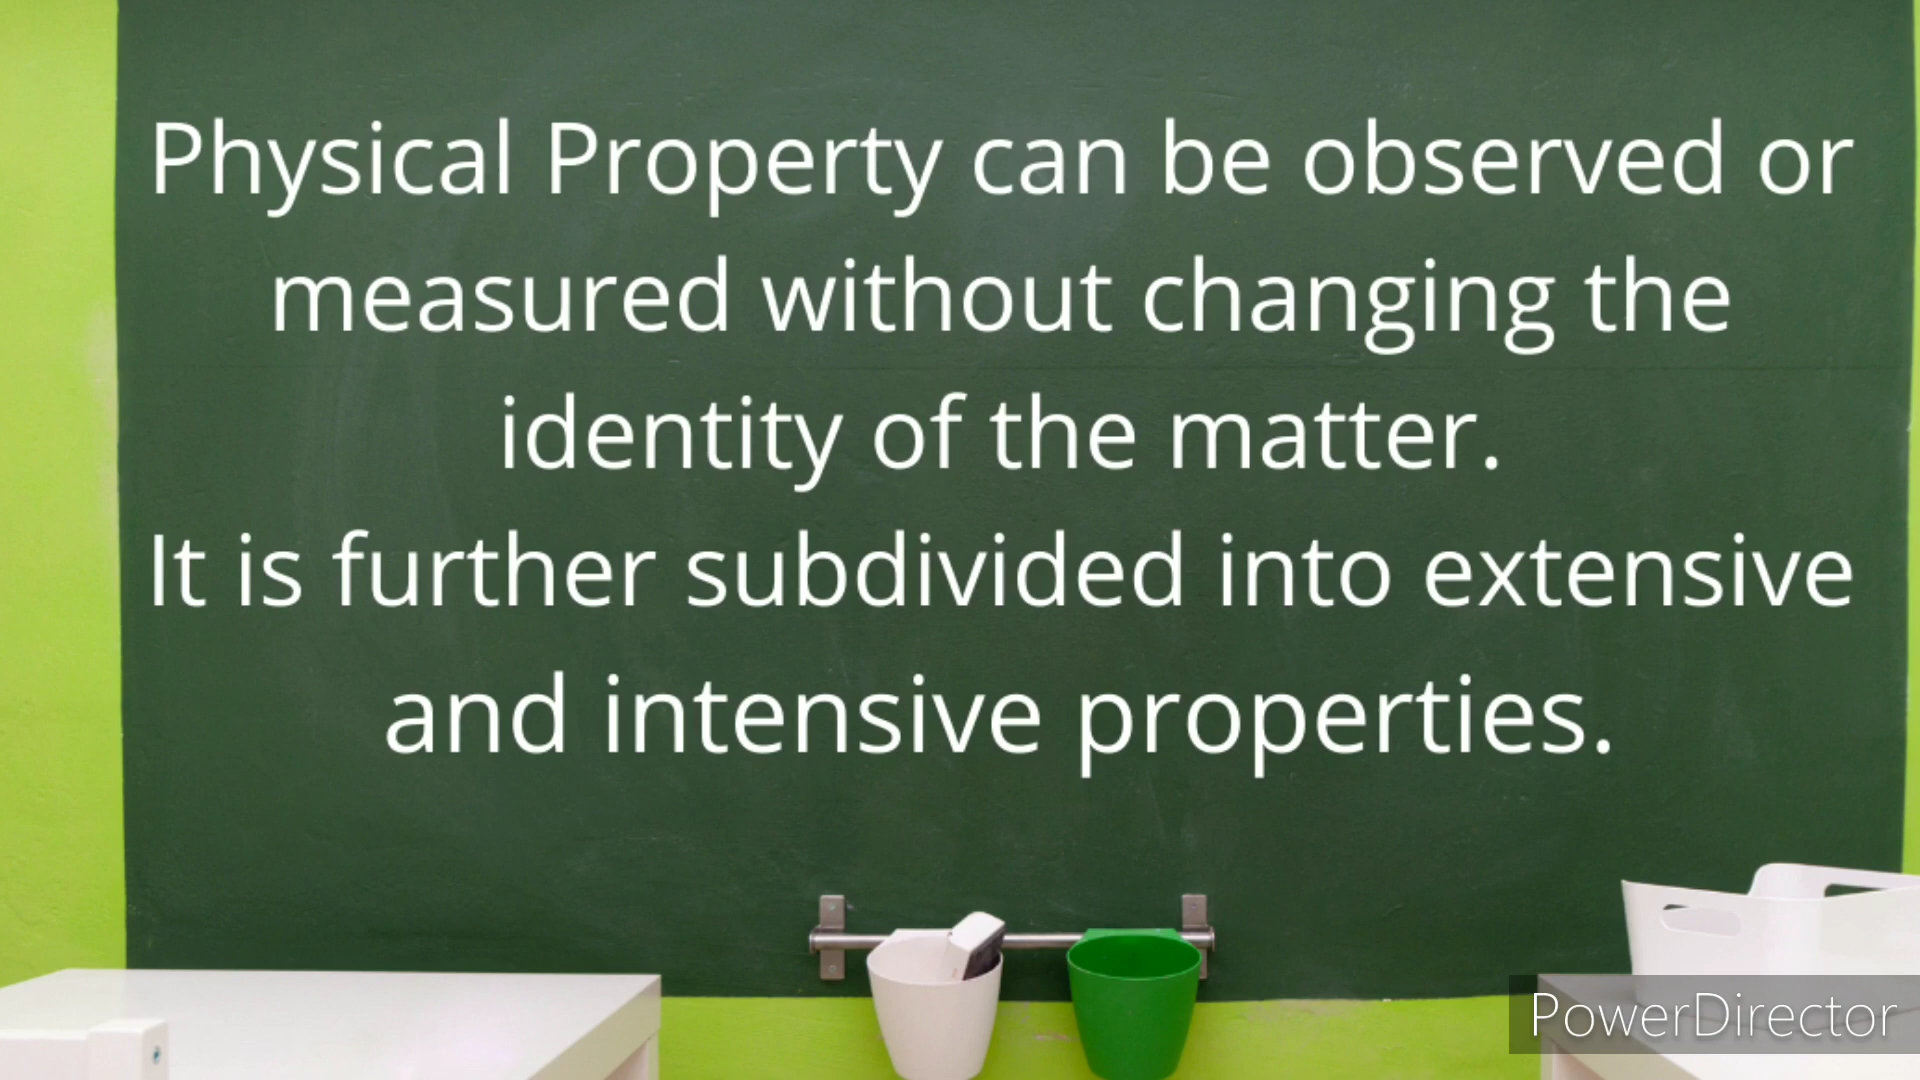 Physical Property can be observed or
measured without changing the
identity of the matter.
It is further subdivided into extensive
and intensive properties.
PowerDirector